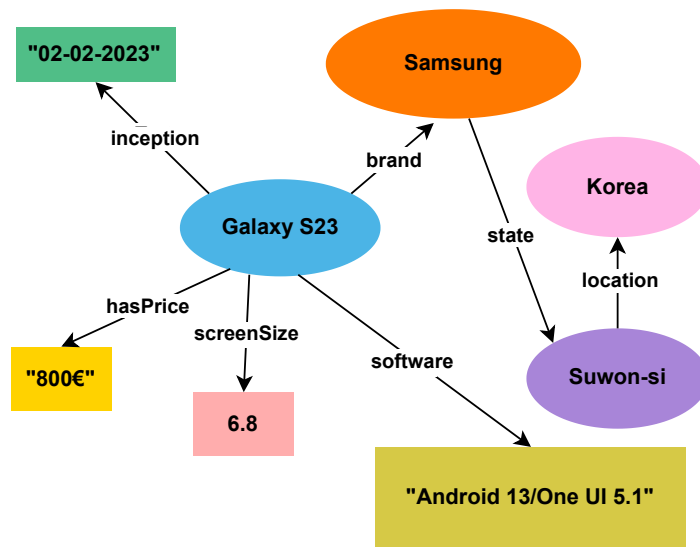 "02-02-2023"
Samsung
inception
brand
Korea
Galaxy S23
state
location
hasPrice
screenSize
software
"800€"
Suwon-si
6.8
"Android 13/One UI 5.1"